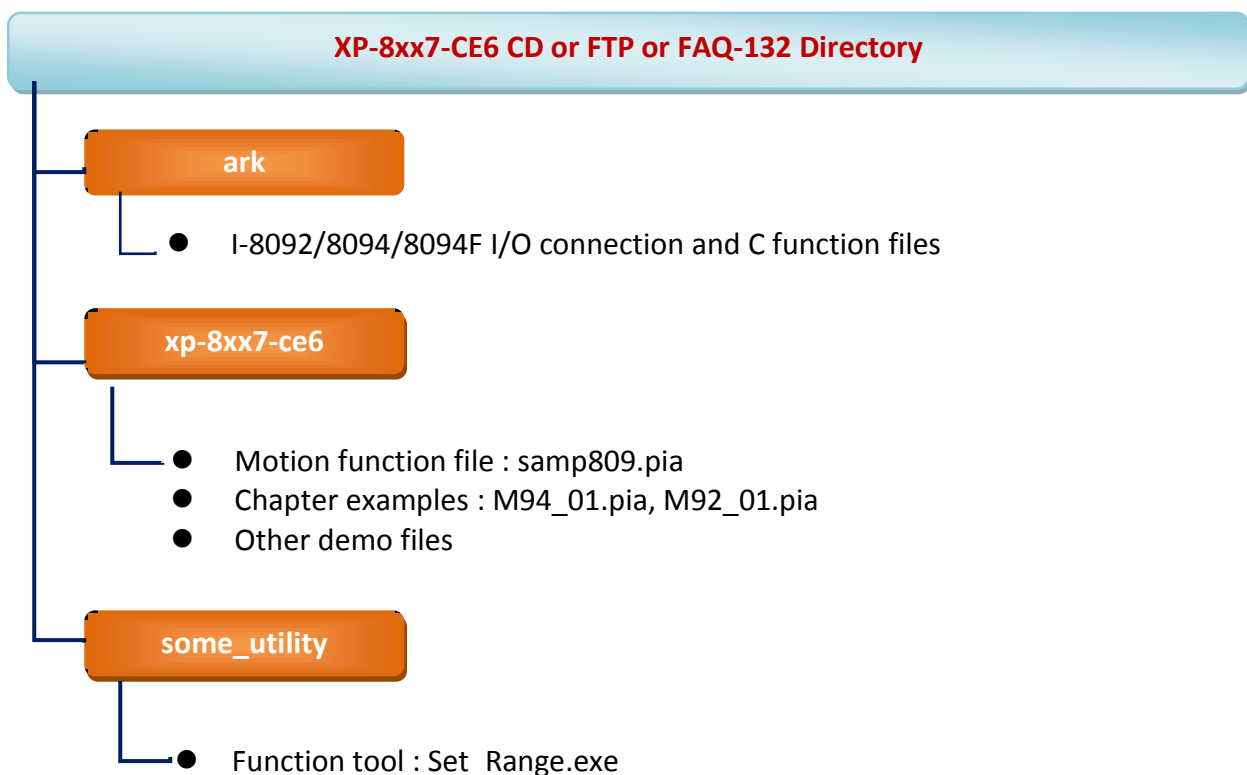 XP-8xx7-CE6 CD or FTP or FAQ-132 Directory
ark
● I-8092/8094/8094F I/O connection and C function files
xp-8xx7-ce6
● Motion function file : samp809.pia
● Chapter examples : M94_01.pia, M92_01.pia
● Other demo files
some_utility
● Function tool : Set_Range.exe